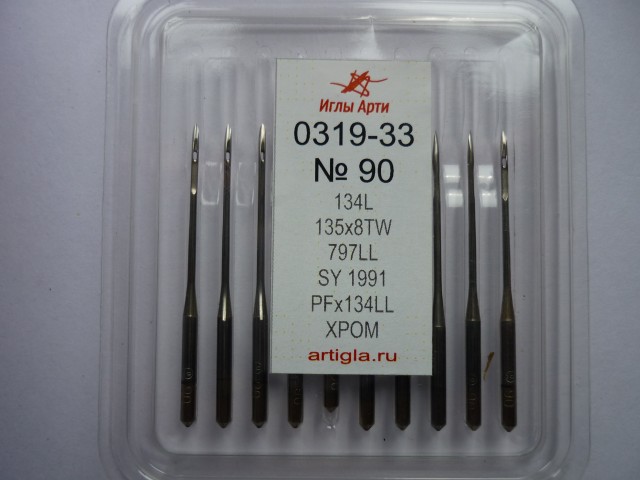 Иглы Арти
0319-33
№ 90
134L
135x8TW
797LL
SY 1991
PFx134LL
ХРОМ
artigla.ru